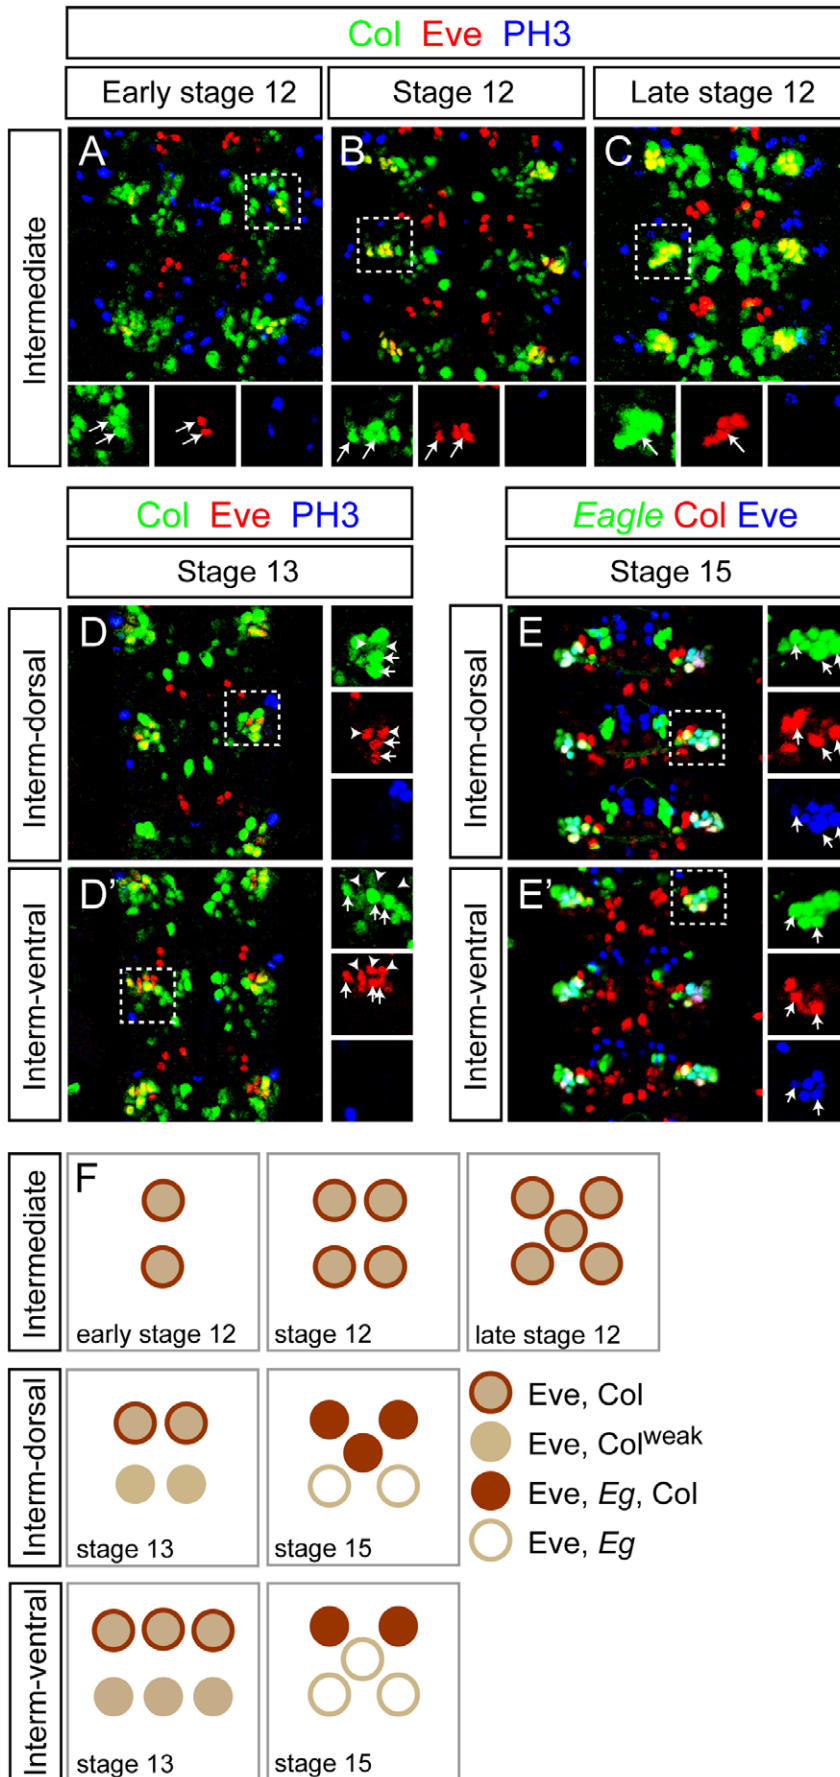 Col Eve PH3
Early stage 12
Stage 12
Late stage 12
Intermediate
A
B
C
Col Eve PH3
Stage 13
Eagle Col Eve
Stage 15
Interm-dorsal
D
Interm-dorsal
E
Interm-ventral
D'
Interm-ventral
E'
Intermediate
F
early stage 12
stage 12
late stage 12
Interm-dorsal
stage 13
stage 15
Eve, Col
Eve, Colweak
Eve, Eg, Col
Eve, Eg
Interm-ventral
stage 13
stage 15